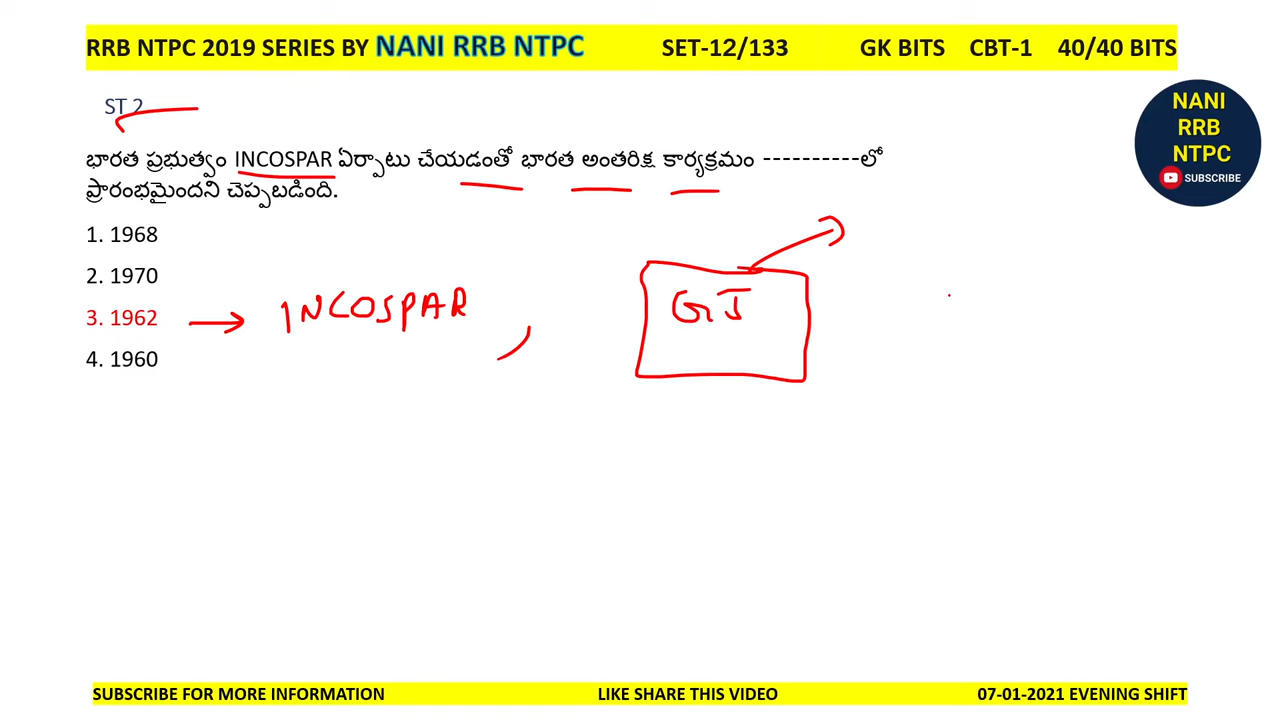 RRB NTPC 2019 SERIES BY NANI RRB NTPC SET-12/133 GK BITS CBT-1 40/40 BITS
ST 2
NANI
RRB
NTPC
SUBSCRIBE
భారత ప్రభుత్వం INCOSPAR ఏర్పాటు చేయడంతో భారత అంతరిక్ష కార్యక్రమం ----------లో
ప్రారంభమైందని చెప్పబడింది.
1. 1968
2. 1970
3. 1962 INCOSPAR , GJ
4. 1960
SUBSCRIBE FOR MORE INFORMATION LIKE SHARE THIS VIDEO 07-01-2021 EVENING SHIFT